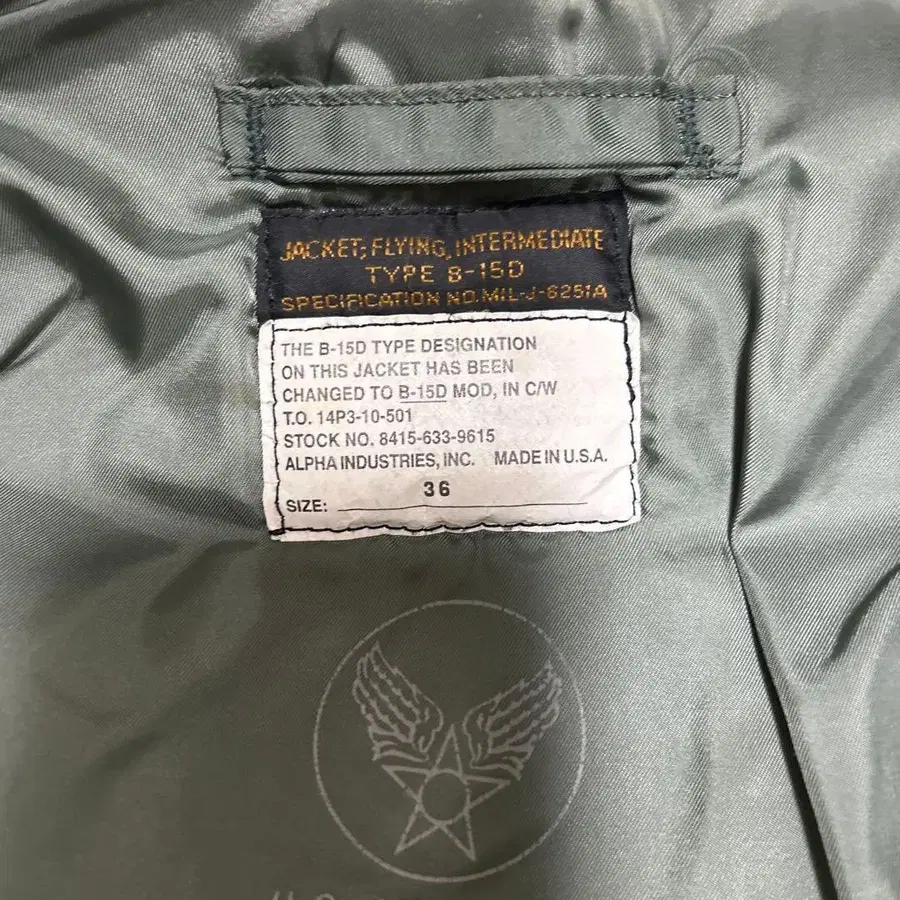 JACKET; FLYING, INTERMEDIATE
TYPE B-15D
SPECIFICATION NO. MIL-J-6251A
THE B-15D TYPE DESIGNATION
ON THIS JACKET HAS BEEN
CHANGED TO B-15D MOD, IN C/W
T.O. 14P3-10-501
STOCK NO. 8415-633-9615
ALPHA INDUSTRIES, INC. MADE IN U.S.A.
SIZE: 36